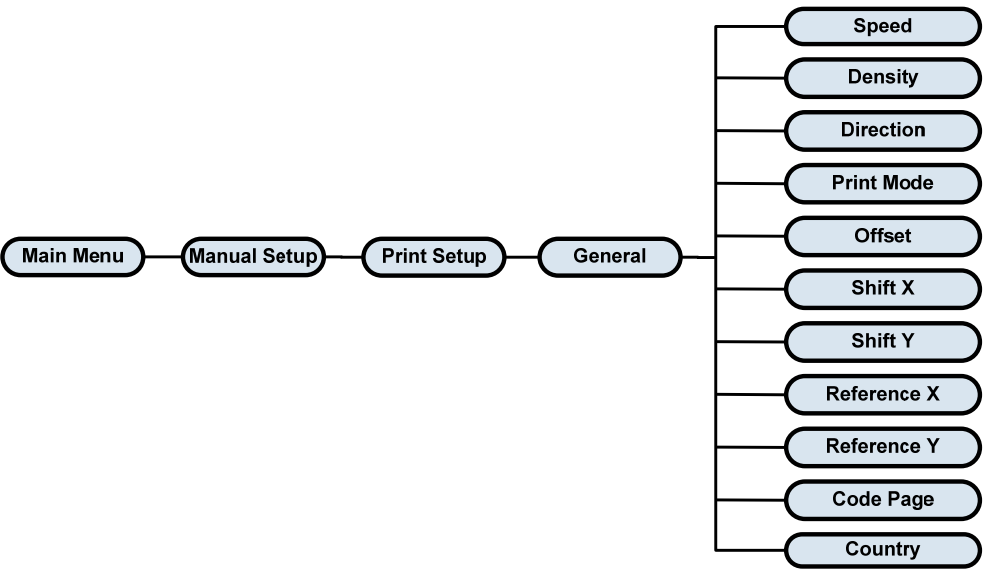 Main Menu
Manual Setup
Print Setup
General
Speed
Density
Direction
Print Mode
Offset
Shift X
Shift Y
Reference X
Reference Y
Code Page
Country